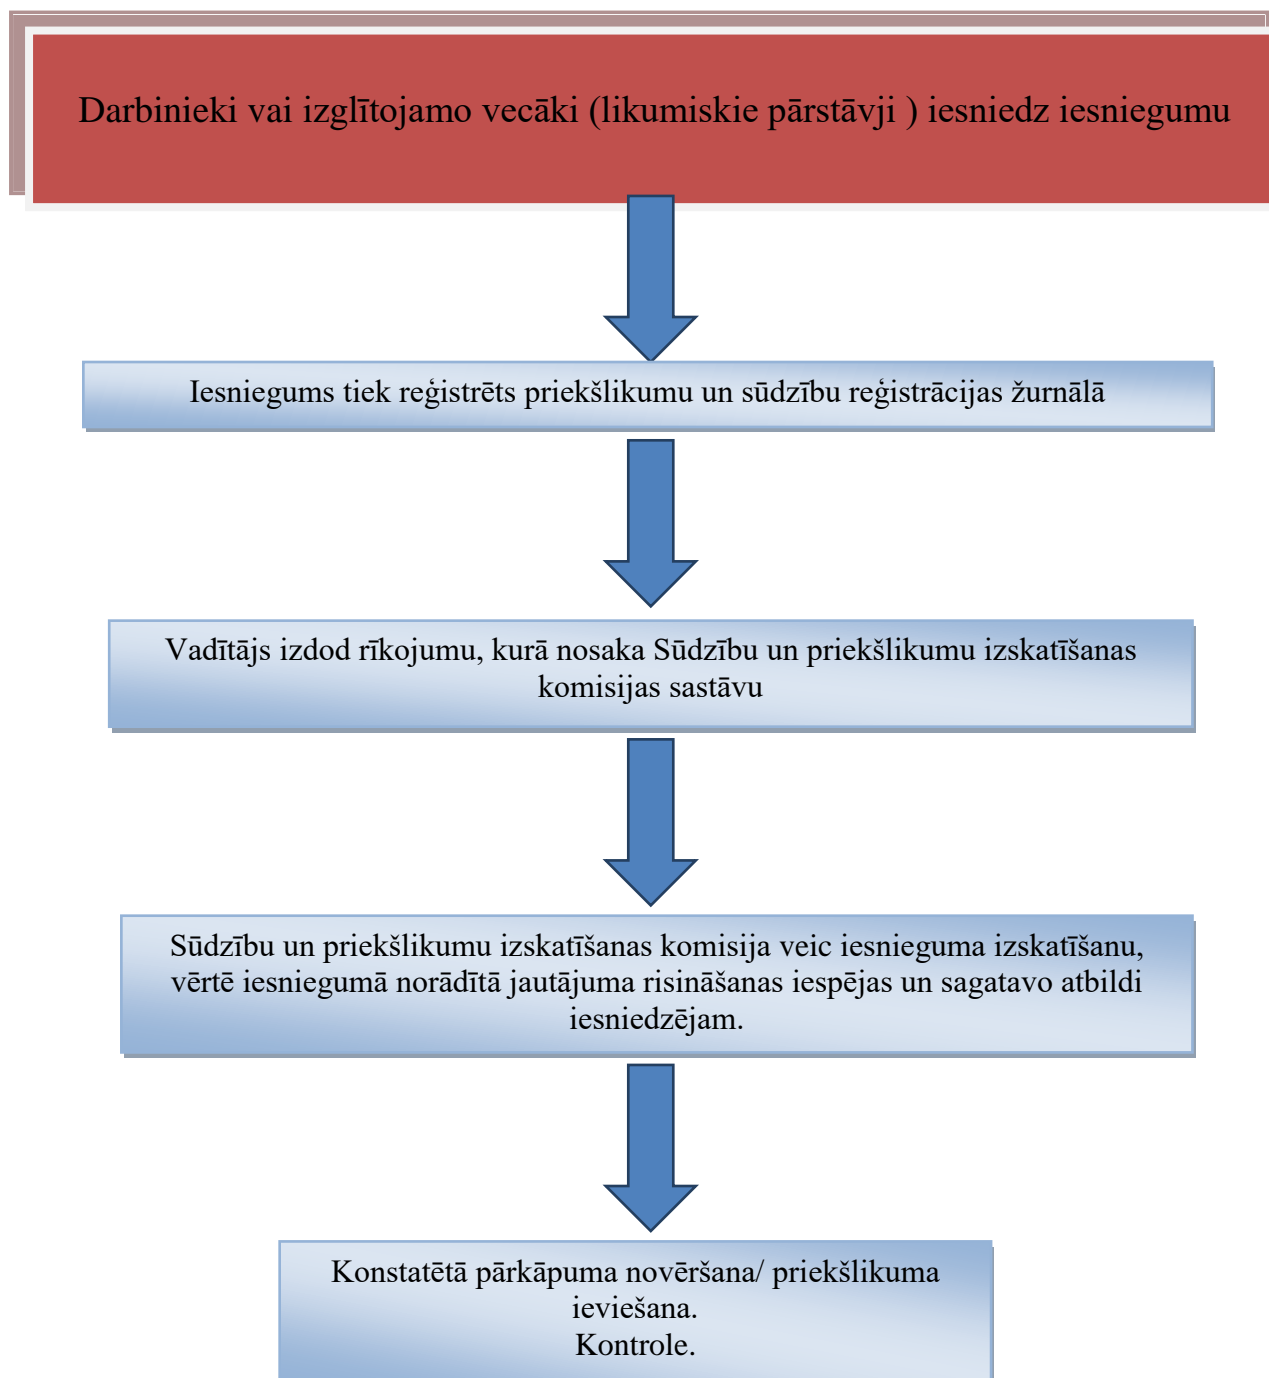 Darbinieki vai izglītojamo vecāki (likumiskie pārstāvji ) iesniedz iesniegumu
Iesniegums tiek reģistrēts priekšlikumu un sūdzību reģistrācijas žurnālā
Vadītājs izdod rīkojumu, kurā nosaka Sūdzību un priekšlikumu izskatīšanas
komisijas sastāvu
Sūdzību un priekšlikumu izskatīšanas komisija veic iesnieguma izskatīšanu,
vērtē iesniegumā norādītā jautājuma risināšanas iespējas un sagatavo atbildi
iesniedzējam.
Konstatētā pārkāpuma novēršana/ priekšlikuma
ieviešana.
Kontrole.